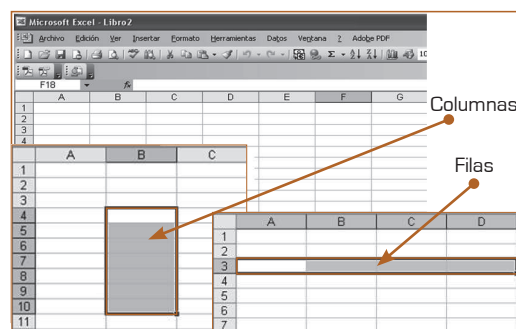 Microsoft Excel - Libro2
Archivo Edición Ver Insertar Formato Herramientas Datos Ventana ? Adobe PDF
Σ 10
F18 fx
A B C D E F G
1
2
3
4
Columnas
Filas
A B C
1
2
3
4
5
6
7
8
9
10
11
A B C D
1
2
3
4
5
6
7